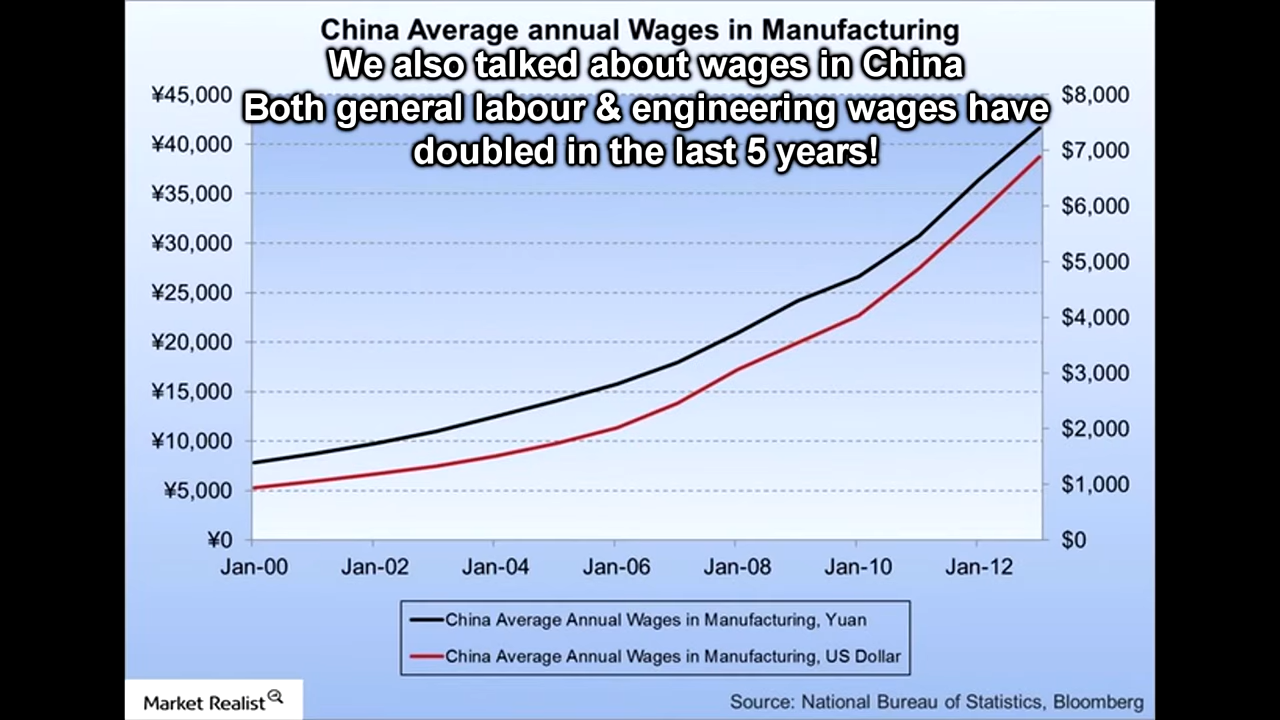 China Average annual Wages in Manufacturing
We also talked about wages in China
Both general labour & engineering wages have
doubled in the last 5 years!
¥45,000
¥40,000
¥35,000
¥30,000
¥25,000
¥20,000
¥15,000
¥10,000
¥5,000
¥0
$8,000
$7,000
$6,000
$5,000
$4,000
$3,000
$2,000
$1,000
$0
Jan-00 Jan-02 Jan-04 Jan-06 Jan-08 Jan-10 Jan-12
China Average Annual Wages in Manufacturing, Yuan
China Average Annual Wages in Manufacturing, US Dollar
Market Realist
Source: National Bureau of Statistics, Bloomberg